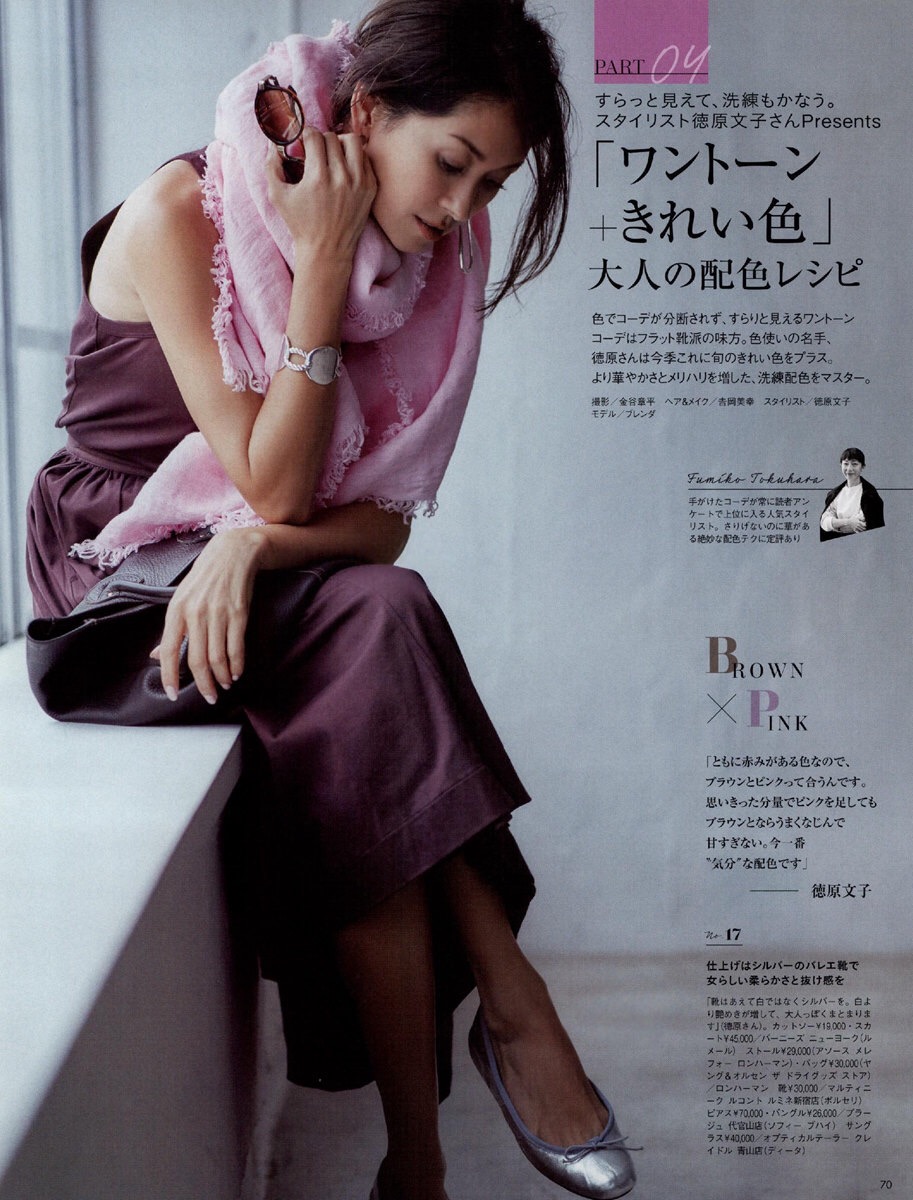 PART 04
すらっと見えて、洗練もかなう。
スタイリスト徳原文子さんPresents
「ワントーン
+きれい色」
大人の配色レシピ
色でコーデが分断されず、すらりと見えるワントーン
コーデはフラット靴派の味方。色使いの名手、
徳原さんは今季これに旬のきれい色をプラス。
より華やかさとメリハリを増した、洗練配色をマスター。
撮影／金谷章平　ヘア&メイク／吉岡美幸　スタイリスト／徳原文子
モデル／ブレンダ
Fumiko Tokuhara
手がけたコーデが常に読者アン
ケートで上位に入る人気スタイ
リスト。さりげないのに華があ
る絶妙な配色テクに定評あり
BROWN
×PINK
「ともに赤みがある色なので、
ブラウンとピンクって合うんです。
思いきった分量でピンクを足しても
ブラウンとならうまくなじんで
甘すぎない。今一番
〝気分〟な配色です」
——徳原文子
No.17
仕上げはシルバーのバレエ靴で
女らしい柔らかさと抜け感を
「靴はあえて白ではなくシルバーを。白よ
り艶めきが増して、大人っぽくまとまりま
す」(徳原さん)。カットソー¥19,000・スカ
ート¥45,000／バーニーズ ニューヨーク(ル
メール)　ストール¥29,000(アソース メレ
フォー ロンハーマン)・バッグ¥30,000(ヤ
ング&オルセン ザ ドライグッズ ストア)
／ロンハーマン　靴¥30,000／マルティニ
ーク ルコント ルミネ新宿店(ポルセリ)
ピアス¥70,000・バングル¥26,000／プラー
ジュ 代官山店(ソフィー ブハイ)　サング
ラス¥40,000／オプティカルテーラー クレ
イドル 青山店(ディータ)
70